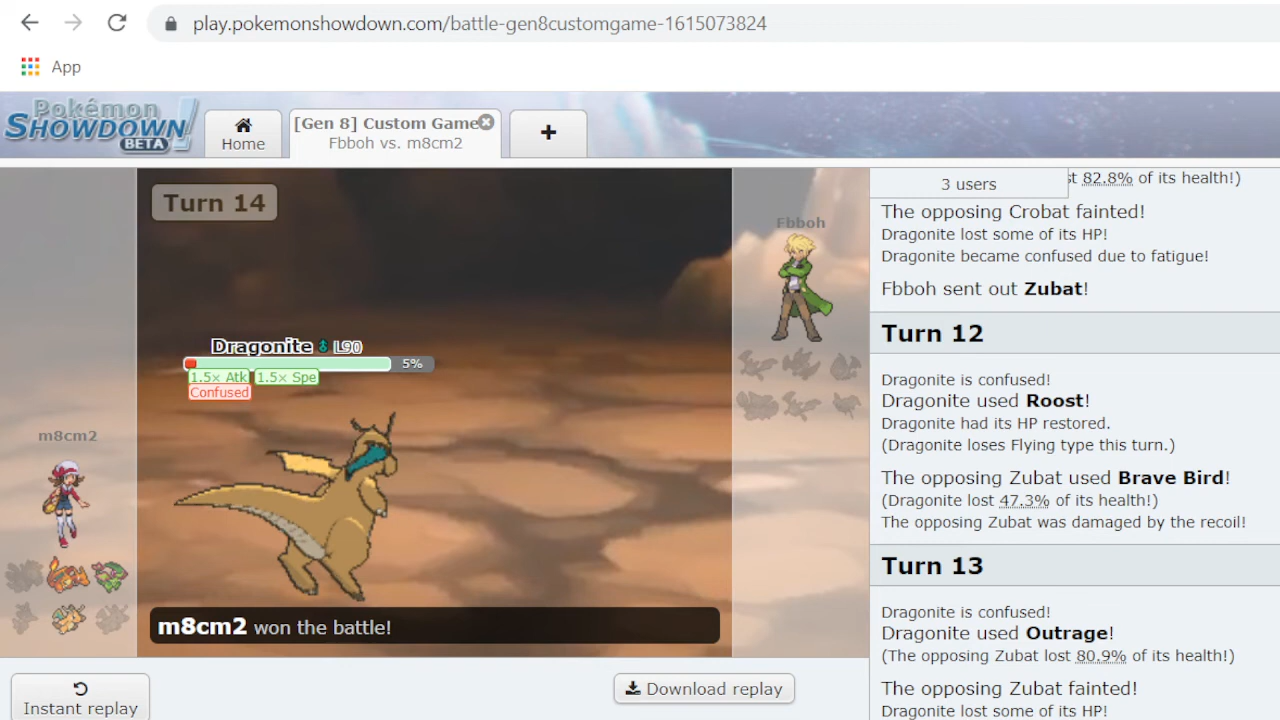 play.pokemonshowdown.com/battle-gen8customgame-1615073824
App
Pokémon
SHOWDOWN!
BETA
Home
[Gen 8] Custom Game
Fbboh vs. m8cm2
+
Turn 14
Fbboh
Dragonite L90
5%
1.5× Atk 1.5× Spe
Confused
m8cm2
m8cm2 won the battle!
Instant replay
Download replay
3 users
st 82.8% of its health!)
The opposing Crobat fainted!
Dragonite lost some of its HP!
Dragonite became confused due to fatigue!
Fbboh sent out Zubat!
Turn 12
Dragonite is confused!
Dragonite used Roost!
Dragonite had its HP restored.
(Dragonite loses Flying type this turn.)
The opposing Zubat used Brave Bird!
(Dragonite lost 47.3% of its health!)
The opposing Zubat was damaged by the recoil!
Turn 13
Dragonite is confused!
Dragonite used Outrage!
(The opposing Zubat lost 80.9% of its health!)
The opposing Zubat fainted!
Dragonite lost some of its HP!